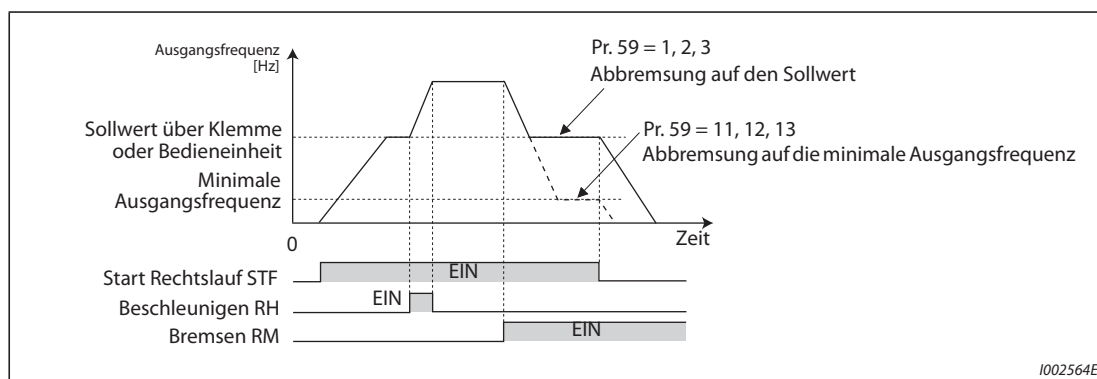 Ausgangsfrequenz
[Hz]
Pr. 59 = 1, 2, 3
Abbremsung auf den Sollwert
Sollwert über Klemme
oder Bedieneinheit
Pr. 59 = 11, 12, 13
Abbremsung auf die minimale Ausgangsfrequenz
Minimale
Ausgangsfrequenz
0
Zeit
Start Rechtslauf STF
EIN
Beschleunigen RH
EIN
Bremsen RM
EIN
I002564E